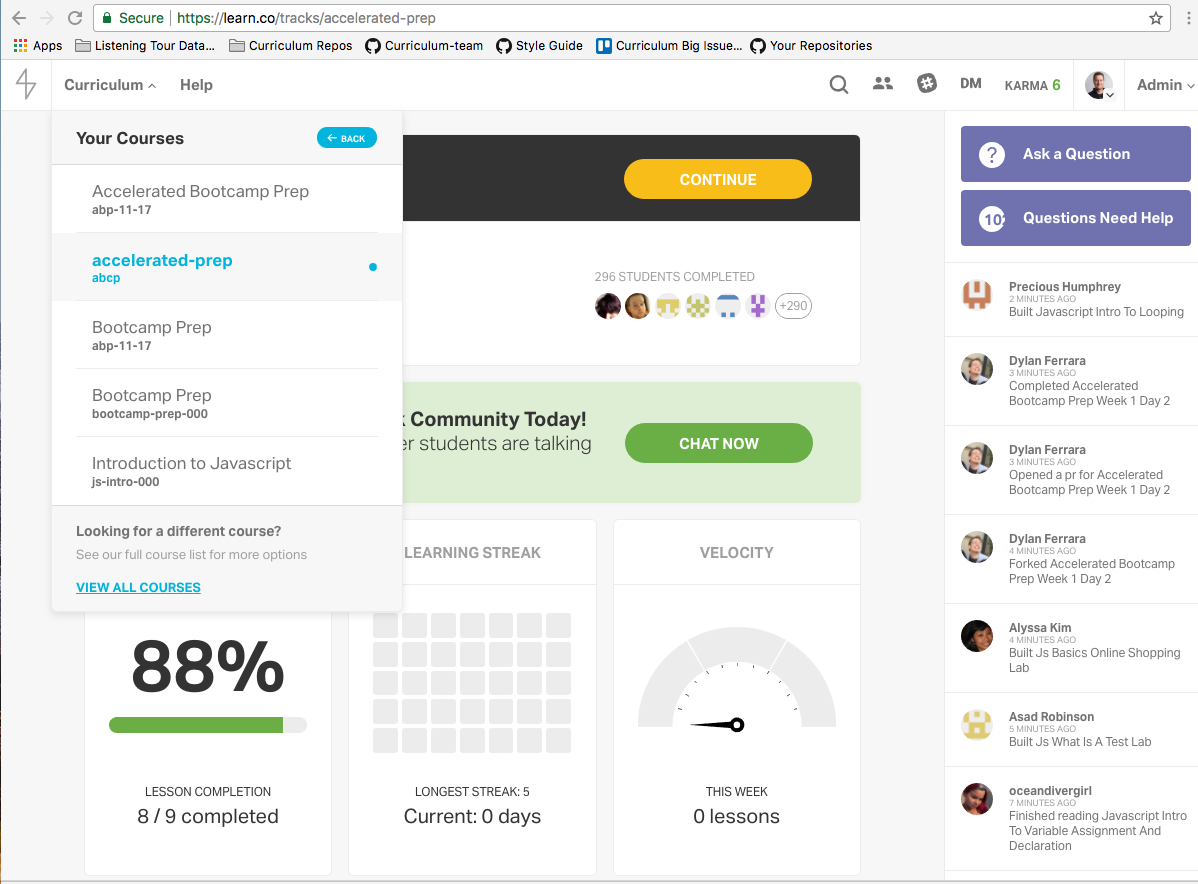 Secure
https://learn.co/tracks/accelerated-prep
Apps
Listening Tour Data...
Curriculum Repos
Curriculum-team
Style Guide
Curriculum Big Issue...
Your Repositories
Curriculum
Help
DM
KARMA 6
Admin
Your Courses
BACK
Accelerated Bootcamp Prep
abp-11-17
accelerated-prep
abcp
Bootcamp Prep
abp-11-17
Bootcamp Prep
bootcamp-prep-000
Introduction to Javascript
js-intro-000
Looking for a different course?
See our full course list for more options
VIEW ALL COURSES
CONTINUE
296 STUDENTS COMPLETED
+290
Community Today!
students are talking
CHAT NOW
88%
LESSON COMPLETION
8 / 9 completed
LEARNING STREAK
LONGEST STREAK: 5
Current: 0 days
VELOCITY
THIS WEEK
0 lessons
? Ask a Question
10 Questions Need Help
Precious Humphrey
2 MINUTES AGO
Built Javascript Intro To Looping
Dylan Ferrara
3 MINUTES AGO
Completed Accelerated
Bootcamp Prep Week 1 Day 2
Dylan Ferrara
3 MINUTES AGO
Opened a pr for Accelerated
Bootcamp Prep Week 1 Day 2
Dylan Ferrara
4 MINUTES AGO
Forked Accelerated Bootcamp
Prep Week 1 Day 2
Alyssa Kim
4 MINUTES AGO
Built Js Basics Online Shopping
Lab
Asad Robinson
5 MINUTES AGO
Built Js What Is A Test Lab
oceandivergirl
7 MINUTES AGO
Finished reading Javascript Intro
To Variable Assignment And
Declaration